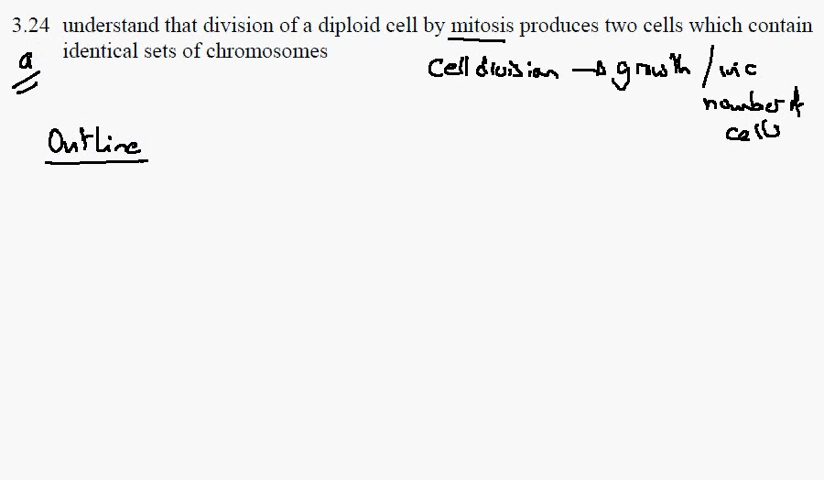 3.24 understand that division of a diploid cell by mitosis produces two cells which contain
identical sets of chromosomes
a
Cell division → growth / inc
number of
cells
Outline